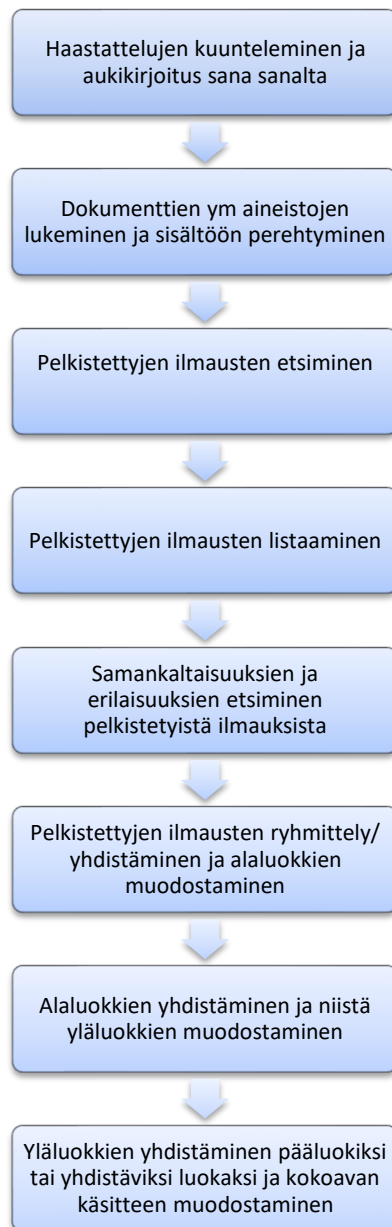 Haastattelujen kuunteleminen ja
aukikirjoitus sana sanalta
Dokumenttien ym aineistojen
lukeminen ja sisältöön perehtyminen
Pelkistettyjen ilmausten etsiminen
Pelkistettyjen ilmausten listaaminen
Samankaltaisuuksien ja
erilaisuuksien etsiminen
pelkistetyistä ilmauksista
Pelkistettyjen ilmausten ryhmittely/
yhdistäminen ja alaluokkien
muodostaminen
Alaluokkien yhdistäminen ja niistä
yläluokkien muodostaminen
Yläluokkien yhdistäminen pääluokiksi
tai yhdistäviksi luokaksi ja kokoavan
käsitteen muodostaminen